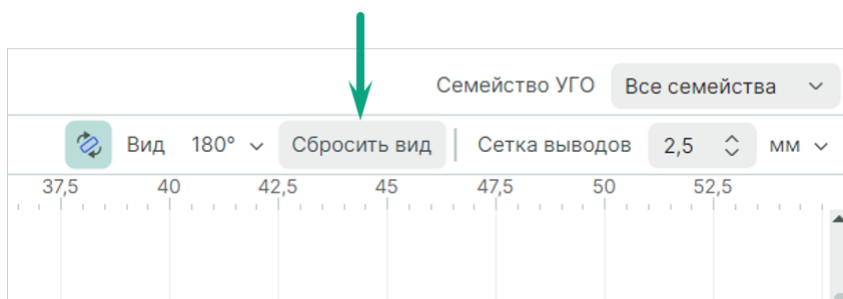 Семейство УГО Все семейства
Вид 180° Сбросить вид Сетка выводов 2,5 мм
37,5 40 42,5 45 47,5 50 52,5